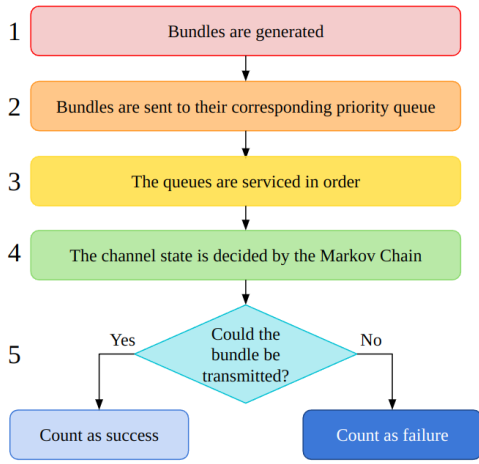 1
Bundles are generated
2
Bundles are sent to their corresponding priority queue
3
The queues are serviced in order
4
The channel state is decided by the Markov Chain
5
Yes
Could the
bundle be
transmitted?
No
Count as success
Count as failure